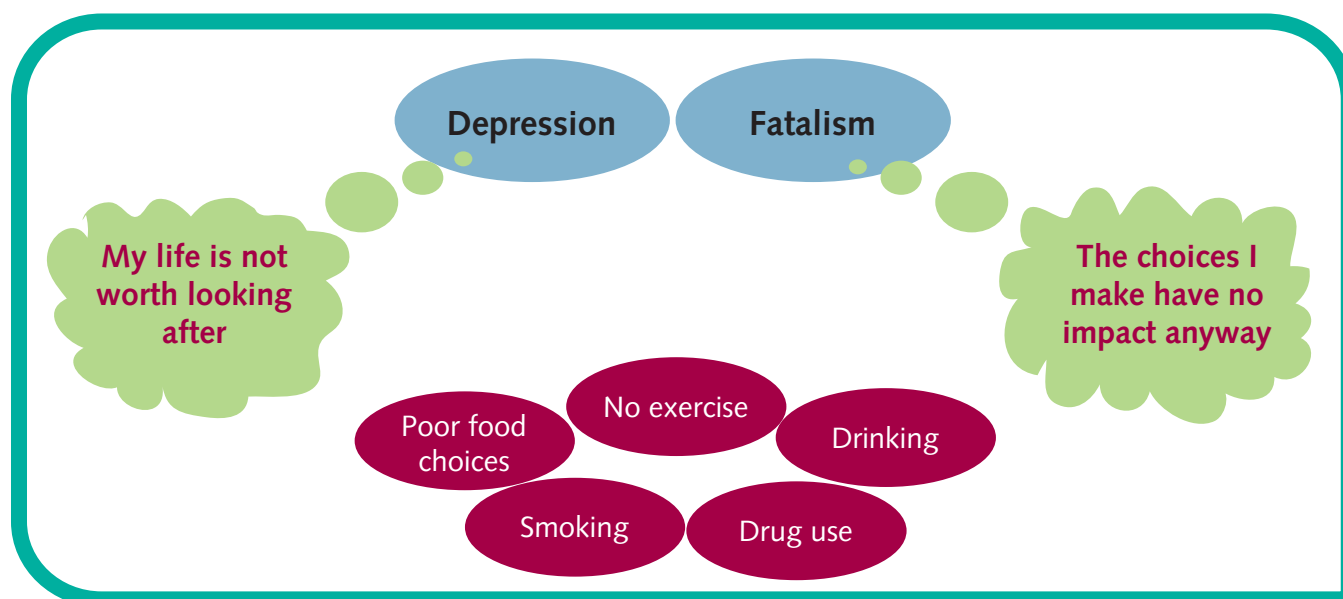 Depression
Fatalism
My life is not
worth looking
after
The choices I
make have no
impact anyway
No exercise
Poor food
choices
Drinking
Smoking
Drug use